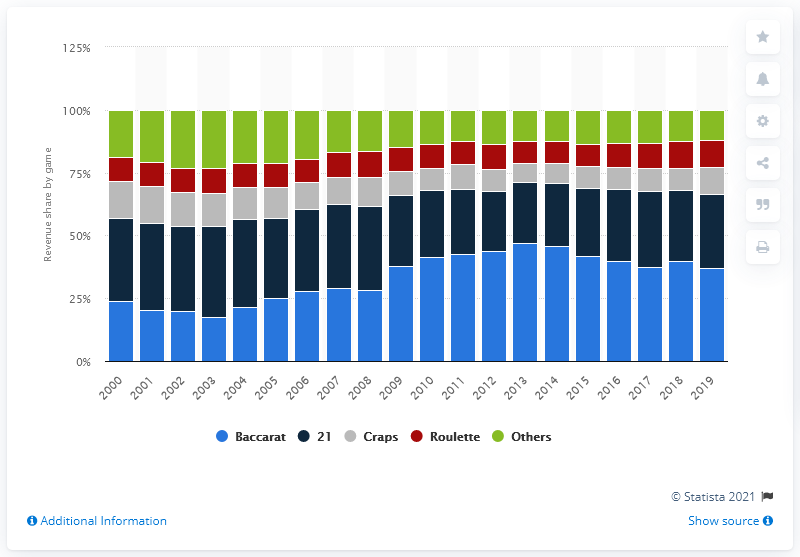 125%
100%
75%
50%
25%
0%
Revenue share by game
2000 2001 2002 2003 2004 2005 2006 2007 2008 2009 2010 2011 2012 2013 2014 2015 2016 2017 2018 2019
Baccarat 21 Craps Roulette Others
© Statista 2021
Additional Information Show source